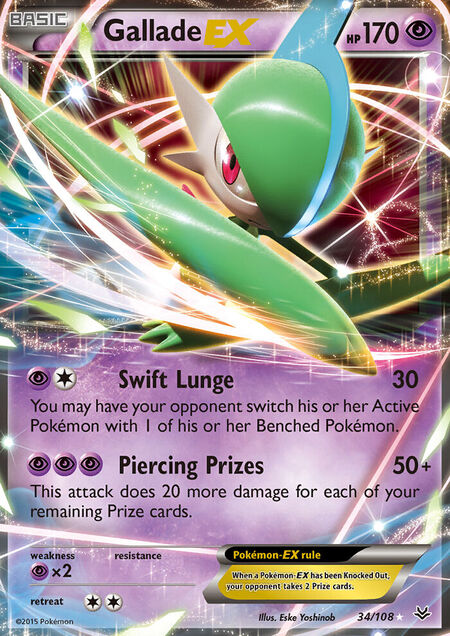 BASIC
Gallade EX HP 170
Swift Lunge 30
You may have your opponent switch his or her Active
Pokémon with 1 of his or her Benched Pokémon.
Piercing Prizes 50+
This attack does 20 more damage for each of your
remaining Prize cards.
weakness resistance
×2
Pokémon-EX rule
When a Pokémon-EX has been Knocked Out,
your opponent takes 2 Prize cards.
retreat
©2015 Pokémon Illus. Eske Yoshinob 34/108